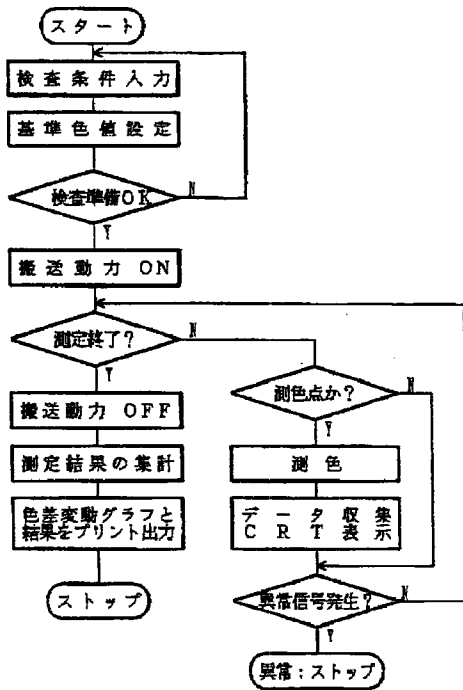 スタート
検査条件入力
基準色値設定
検査準備OK
N
Y
搬送動力 ON
測定終了?
N
Y
搬送動力 OFF
測定結果の集計
色差変動グラフと
結果をプリント出力
ストップ
測色点か?
N
Y
測色
データ収集
CRT表示
異常信号発生?
N
Y
異常:ストップ